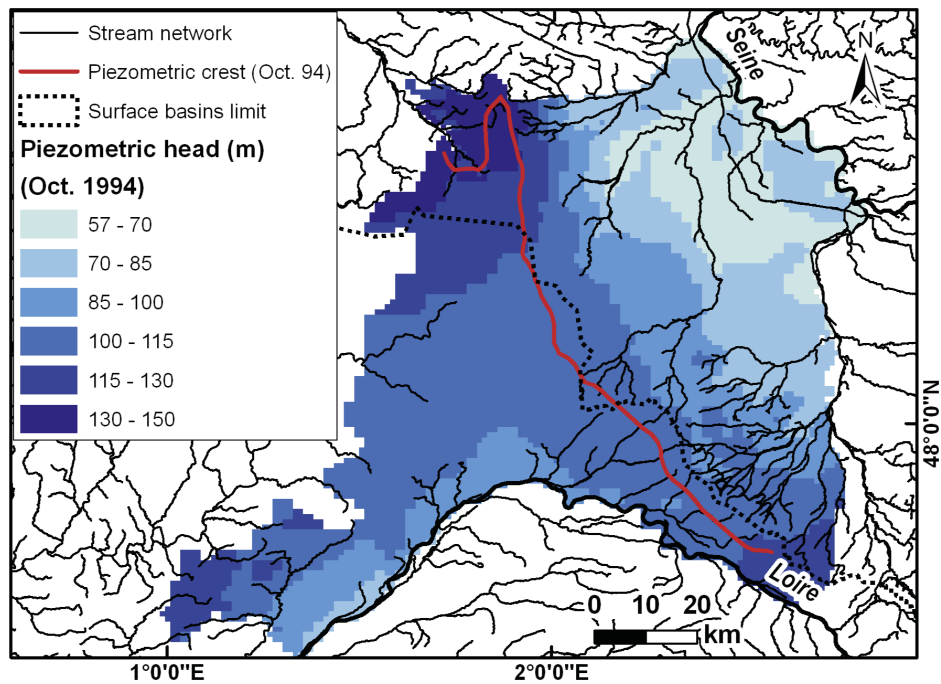 Stream network
Piezometric crest (Oct. 94)
Surface basins limit
Piezometric head (m)
(Oct. 1994)
57 - 70
70 - 85
85 - 100
100 - 115
115 - 130
130 - 150
Seine
N
48°0'0"N
Loire
0 10 20
km
1°0'0"E
2°0'0"E